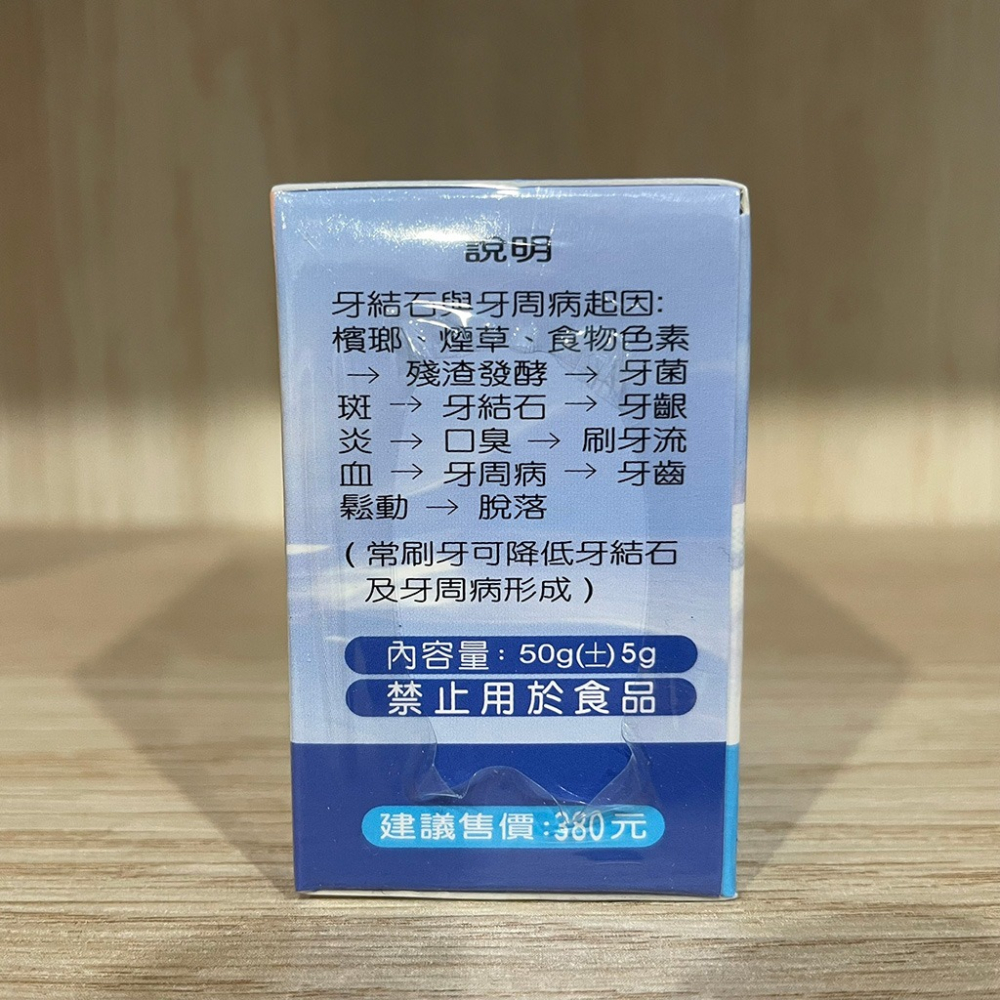 說明
牙結石與牙周病起因:
檳瑯、煙草、食物色素
→ 殘渣發酵 → 牙菌
斑 → 牙結石 → 牙齦
炎 → 口臭 → 刷牙流
血 → 牙周病 → 牙齒
鬆動 → 脫落
(常刷牙可降低牙結石
及牙周病形成)
內容量：50g(±)5g
禁止用於食品
建議售價:380元